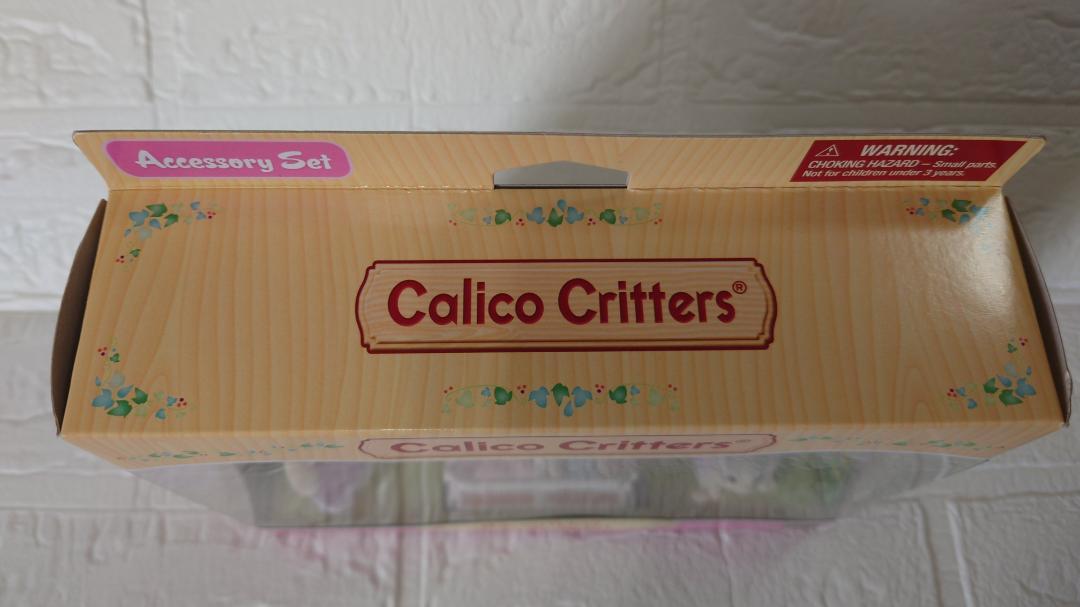 Accessory Set
⚠ WARNING:
CHOKING HAZARD — Small parts.
Not for children under 3 years.
Calico Critters®
Calico Critters®